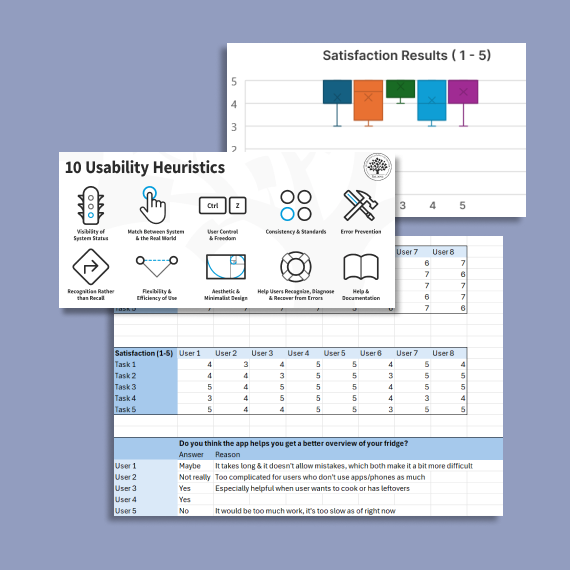 Satisfaction Results ( 1 - 5)
5
4
3
2
3 4 5
10 Usability Heuristics
Ctrl Z
Visibility of
System Status
Match Between System
& the Real World
User Control
& Freedom
Consistency & Standards
Error Prevention
Recognition Rather
than Recall
Flexibility &
Efficiency of Use
Aesthetic &
Minimalist Design
Help Users Recognize, Diagnose
& Recover from Errors
Help &
Documentation
User 7 User 8
6 7
7 6
7 7
6 7
7 6
Satisfaction (1-5) User 1 User 2 User 3 User 4 User 5 User 6 User 7 User 8
Task 1 4 3 4 5 5 4 5 4
Task 2 4 4 3 5 5 3 5 5
Task 3 5 4 5 5 5 4 5 5
Task 4 3 4 5 5 5 4 3 4
Task 5 5 4 4 5 3 5 5 5
Do you think the app helps you get a better overview of your fridge?
Answer Reason
User 1 Maybe It takes long & it doesn't allow mistakes, which both make it a bit more difficult
User 2 Not really Too complicated for users who don't use apps/phones as much
User 3 Yes Especially helpful when user wants to cook or has leftovers
User 4 Yes
User 5 No It would be too much work, it's too slow as of right now